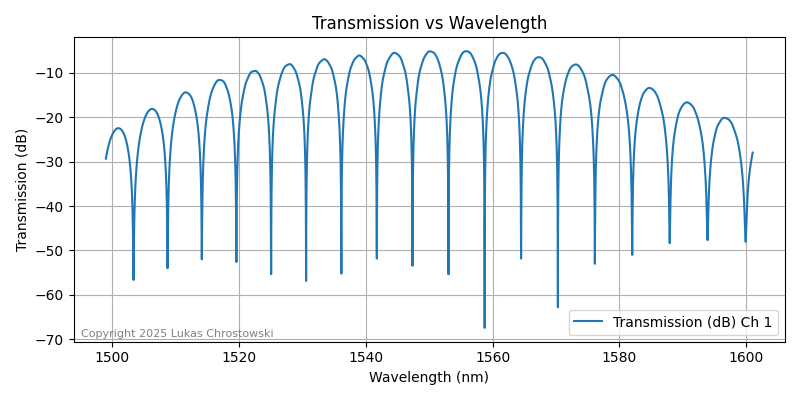 Transmission vs Wavelength
Transmission (dB)
−10
−20
−30
−40
−50
−60
−70
Copyright 2025 Lukas Chrostowski
Transmission (dB) Ch 1
1500 1520 1540 1560 1580 1600
Wavelength (nm)